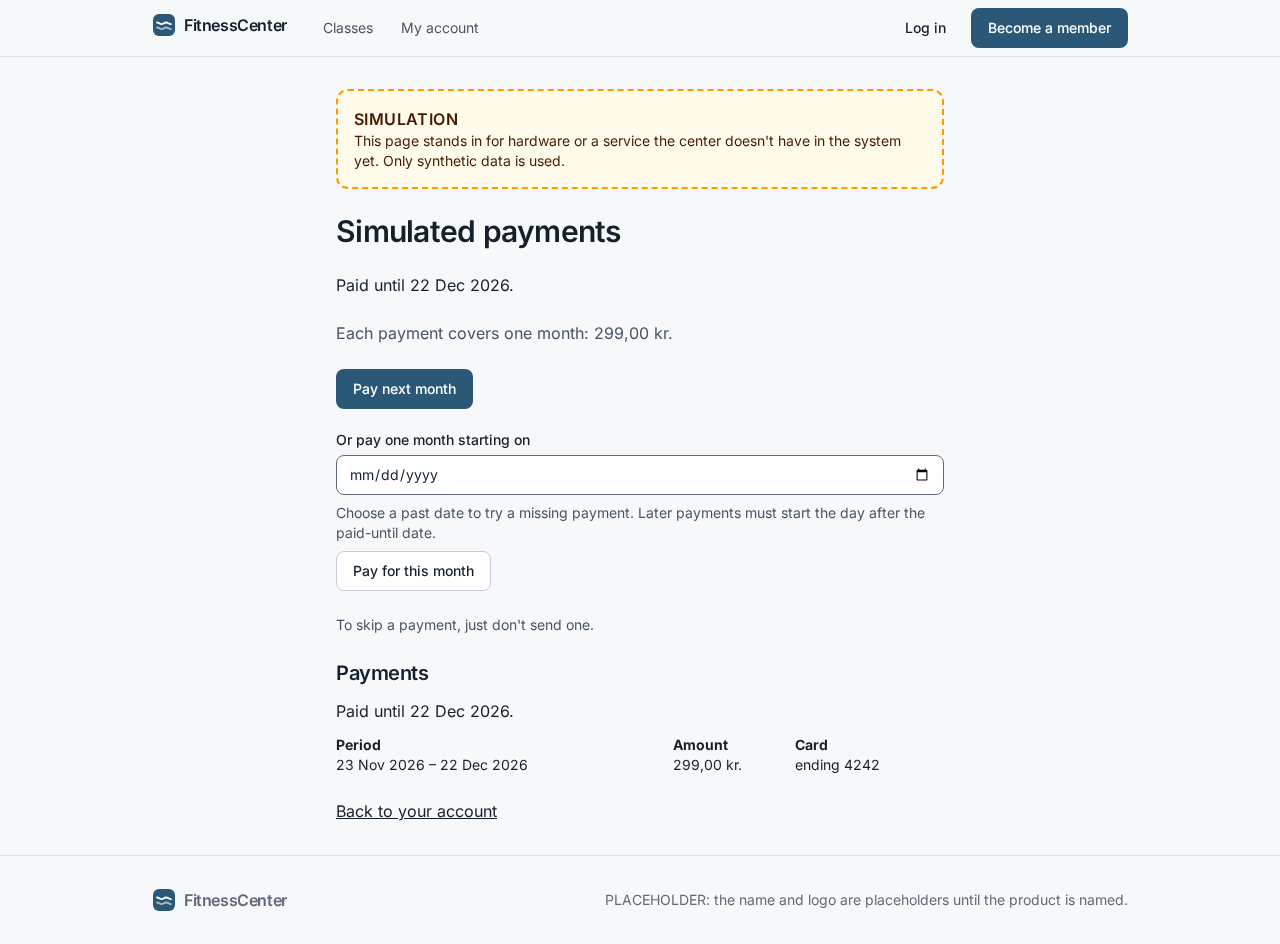 FitnessCenter Classes My account Log in Become a member
SIMULATION
This page stands in for hardware or a service the center doesn't have in the system
yet. Only synthetic data is used.
Simulated payments
Paid until 22 Dec 2026.
Each payment covers one month: 299,00 kr.
Pay next month
Or pay one month starting on
mm/dd/yyyy
Choose a past date to try a missing payment. Later payments must start the day after the
paid-until date.
Pay for this month
To skip a payment, just don't send one.
Payments
Paid until 22 Dec 2026.
Period Amount Card
23 Nov 2026 – 22 Dec 2026 299,00 kr. ending 4242
Back to your account
FitnessCenter PLACEHOLDER: the name and logo are placeholders until the product is named.